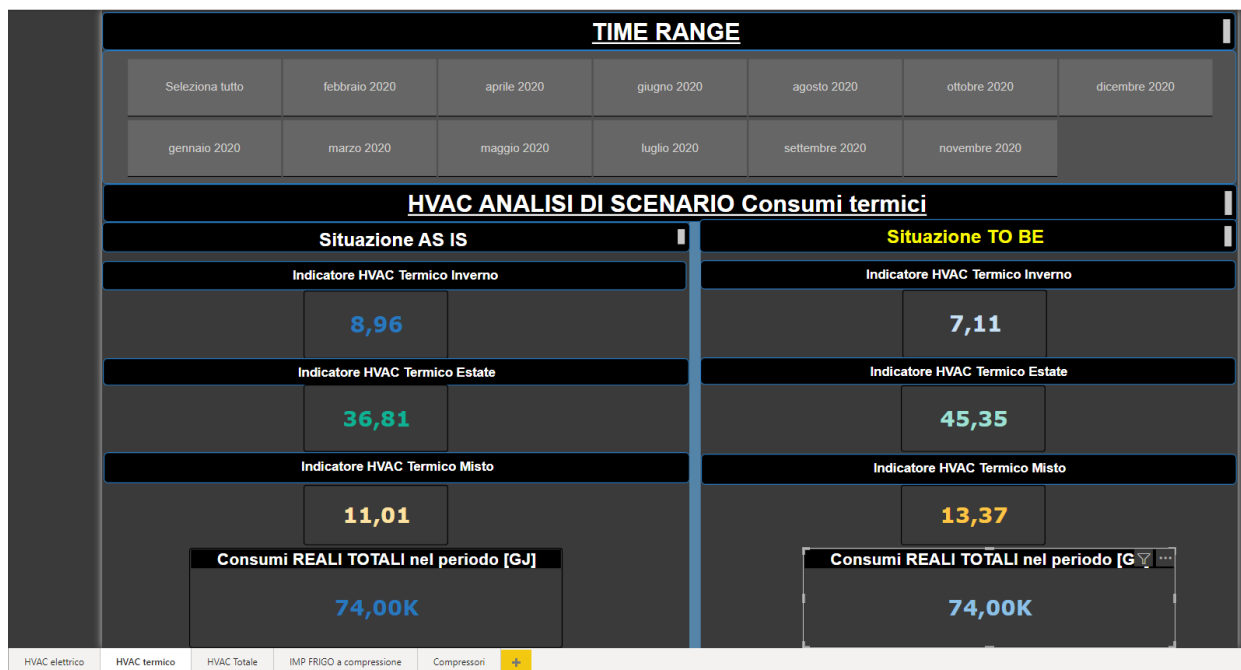 TIME RANGE
Seleziona tutto febbraio 2020 aprile 2020 giugno 2020 agosto 2020 ottobre 2020 dicembre 2020
gennaio 2020 marzo 2020 maggio 2020 luglio 2020 settembre 2020 novembre 2020
HVAC ANALISI DI SCENARIO Consumi termici
Situazione AS IS
Indicatore HVAC Termico Inverno
8,96
Indicatore HVAC Termico Estate
36,81
Indicatore HVAC Termico Misto
11,01
Consumi REALI TOTALI nel periodo [GJ]
74,00K
Situazione TO BE
Indicatore HVAC Termico Inverno
7,11
Indicatore HVAC Termico Estate
45,35
Indicatore HVAC Termico Misto
13,37
Consumi REALI TOTALI nel periodo [G ]
74,00K
HVAC elettrico HVAC termico HVAC Totale IMP FRIGO a compressione Compressori +